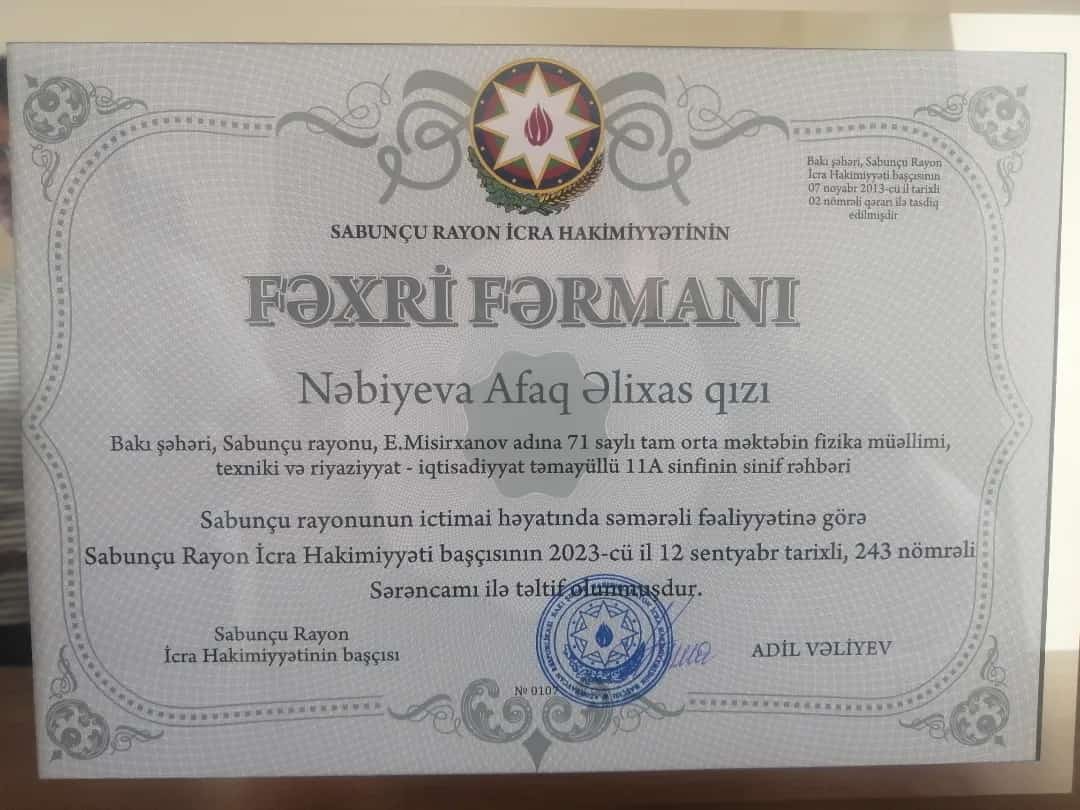 Bakı şəhəri, Sabunçu Rayon
İcra Hakimiyyəti başçısının
07 noyabr 2013-cü il tarixli
02 nömrəli qərarı ilə təsdiq
edilmişdir
SABUNÇU RAYON İCRA HAKİMİYYƏTİNİN
FƏXRİ FƏRMANI
Nəbiyeva Afaq Əlixas qızı
Bakı şəhəri, Sabunçu rayonu, E.Misirxanov adına 71 saylı tam orta məktəbin fizika müəllimi,
texniki və riyaziyyat - iqtisadiyyat təmayüllü 11A sinfinin sinif rəhbəri
Sabunçu rayonunun ictimai həyatında səmərəli fəaliyyətinə görə
Sabunçu Rayon İcra Hakimiyyəti başçısının 2023-cü il 12 sentyabr tarixli, 243 nömrəli
Sərəncamı ilə təltif olunmuşdur.
Sabunçu Rayon
İcra Hakimiyyətinin başçısı
ADİL VƏLİYEV
№ 0107